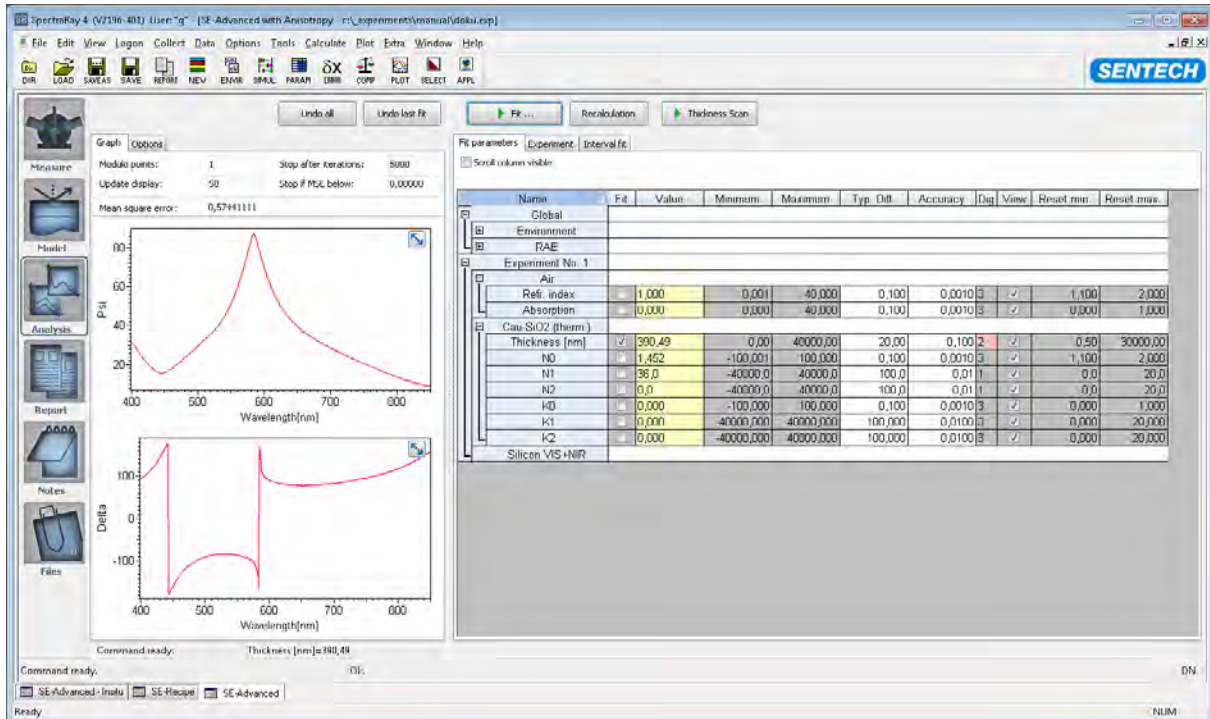 SpectraRay 4 (V2196-401) User: "g" - [SE-Advanced with Anisotropy - r:\_experiments\manual\doku.exp]
File Edit View Logon Collect Data Options Tools Calculate Plot Extra Window Help
DIR LOAD SAVEAS SAVE REPORT NEW ENVIR SIMUL PARAM COMP PLOT SELECT APPL
SENTECH
Undo all Undo last fit Fit ... Recalculation Thickness Scan
Measure
Model
Analysis
Report
Notes
Files
Graph Options
Modulo points: 1 Stop after iterations: 5000
Update display: 50 Stop if MSE below: 0,00000
Mean square error: 0,57441111
Psi
80 60 40 20
400 500 600 700 800
Wavelength[nm]
Delta
100 0 -100
400 500 600 700 800
Wavelength[nm]
Command ready. Thickness [nm]=390,49
Fit parameters Experiment Interval fit
Scroll column visible
Name Fit Value Minimum Maximum Typ. Diff. Accuracy Dig View Reset min. Reset max.
Global
Environment
RAE
Experiment No. 1
Air
Refr. index 1,000 0,001 40,000 0,100 0,0010 3 1,100 2,000
Absorption 0,000 0,000 40,000 0,100 0,0010 3 0,000 1,000
Cau-SiO2 (therm.)
Thickness [nm] 390,49 0,00 40000,00 20,00 0,100 2 0,50 30000,00
N0 1,452 -100,001 100,000 0,100 0,0010 3 1,100 2,000
N1 36,0 -40000,0 40000,0 100,0 0,01 1 0,0 20,0
N2 0,0 -40000,0 40000,0 100,0 0,01 1 0,0 20,0
K0 0,000 -100,000 100,000 0,100 0,0010 3 0,000 1,000
K1 0,000 -40000,000 40000,000 100,000 0,0100 3 0,000 20,000
K2 0,000 -40000,000 40000,000 100,000 0,0100 3 0,000 20,000
Silicon VIS+NIR
Command ready. Ok. DN
SE-Advanced - Insitu SE-Recipe SE-Advanced
Ready NUM